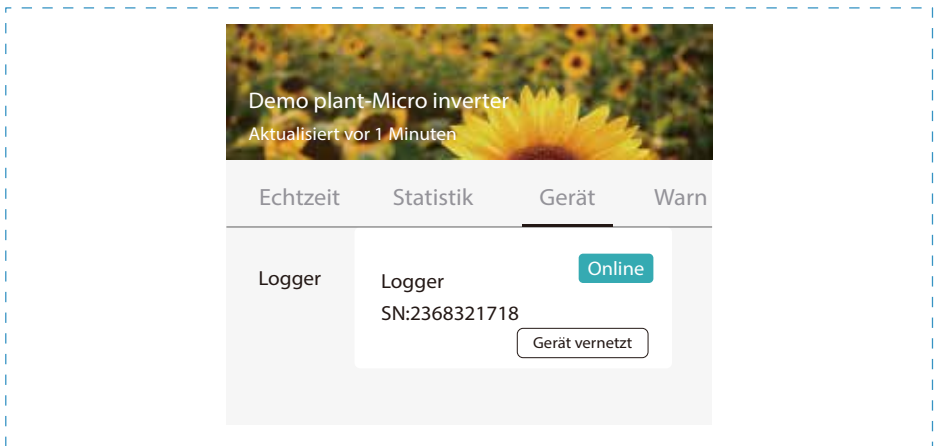 Demo plant-Micro inverter
Aktualisiert vor 1 Minuten
Echtzeit Statistik Gerät Warn
Logger
Logger
Online
SN:2368321718
Gerät vernetzt